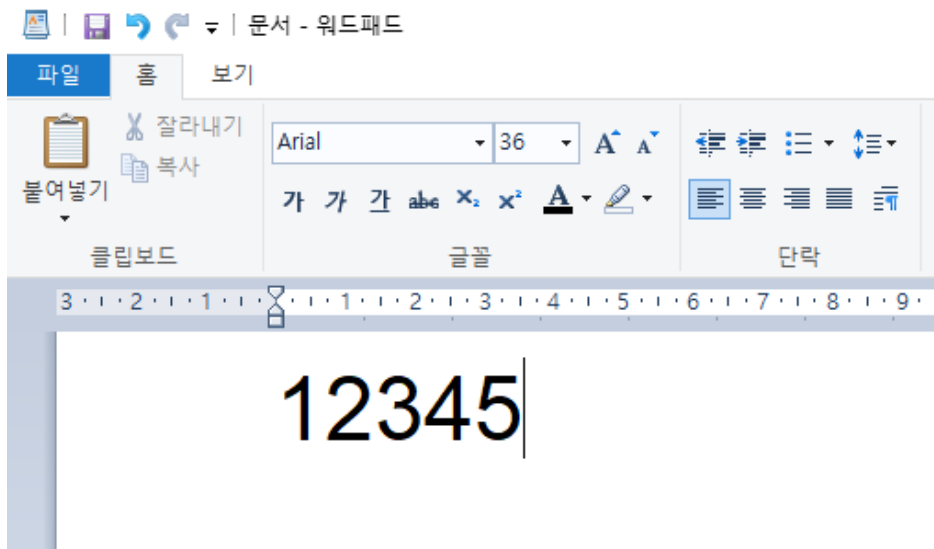 문서 - 워드패드
파일 홈 보기
붙여넣기
잘라내기
복사
클립보드
Arial 36 A A
가 가 가 abc X₂ X² A
글꼴
단락
3 2 1 1 2 3 4 5 6 7 8 9
12345